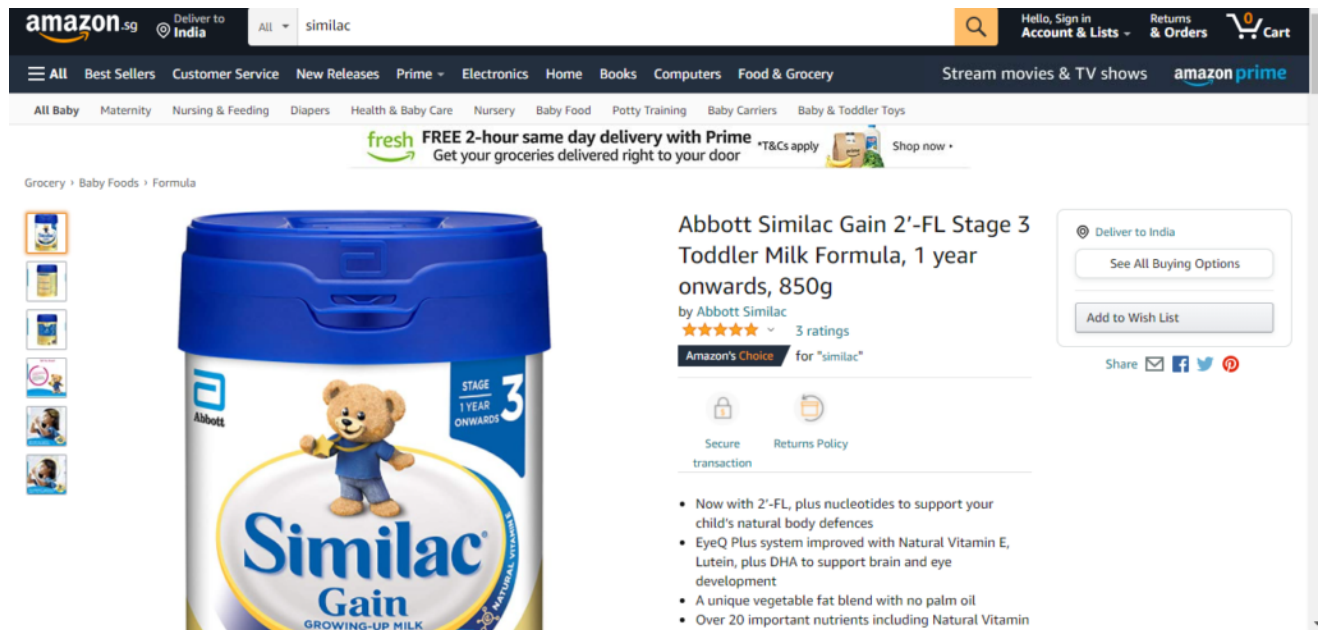 amazon.sg
Deliver to
India
All
similac
Hello, Sign in
Account & Lists
Returns
& Orders
0
Cart
All Best Sellers Customer Service New Releases Prime Electronics Home Books Computers Food & Grocery Stream movies & TV shows amazon prime
All Baby Maternity Nursing & Feeding Diapers Health & Baby Care Nursery Baby Food Potty Training Baby Carriers Baby & Toddler Toys
fresh FREE 2-hour same day delivery with Prime *T&Cs apply Shop now
Get your groceries delivered right to your door
Grocery › Baby Foods › Formula
Abbott
STAGE
1 YEAR
ONWARDS
3
Similac
Gain
GROWING-UP MILK
NATURAL VITAMIN E
Abbott Similac Gain 2’-FL Stage 3
Toddler Milk Formula, 1 year
onwards, 850g
by Abbott Similac
3 ratings
Amazon's Choice for "similac"
Secure
transaction
Returns Policy
• Now with 2’-FL, plus nucleotides to support your
child's natural body defences
• EyeQ Plus system improved with Natural Vitamin E,
Lutein, plus DHA to support brain and eye
development
• A unique vegetable fat blend with no palm oil
• Over 20 important nutrients including Natural Vitamin
Deliver to India
See All Buying Options
Add to Wish List
Share